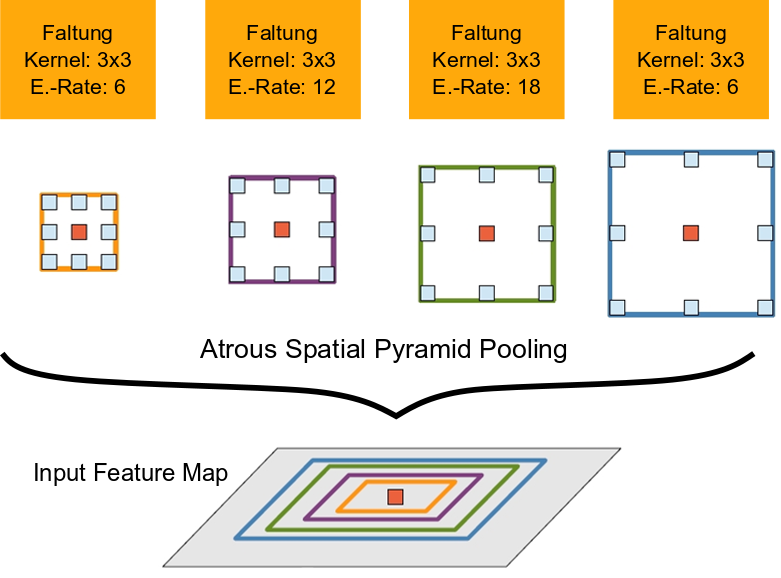 Faltung
Kernel: 3x3
E.-Rate: 6
Faltung
Kernel: 3x3
E.-Rate: 12
Faltung
Kernel: 3x3
E.-Rate: 18
Faltung
Kernel: 3x3
E.-Rate: 6
Atrous Spatial Pyramid Pooling
Input Feature Map